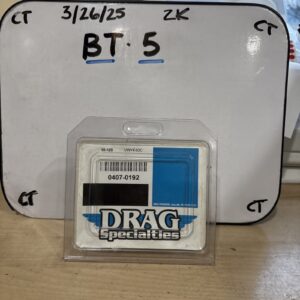 CT 3/26/25 ZK CT
BT. 5
0407-0192
DRAG
Specialties
CT CT